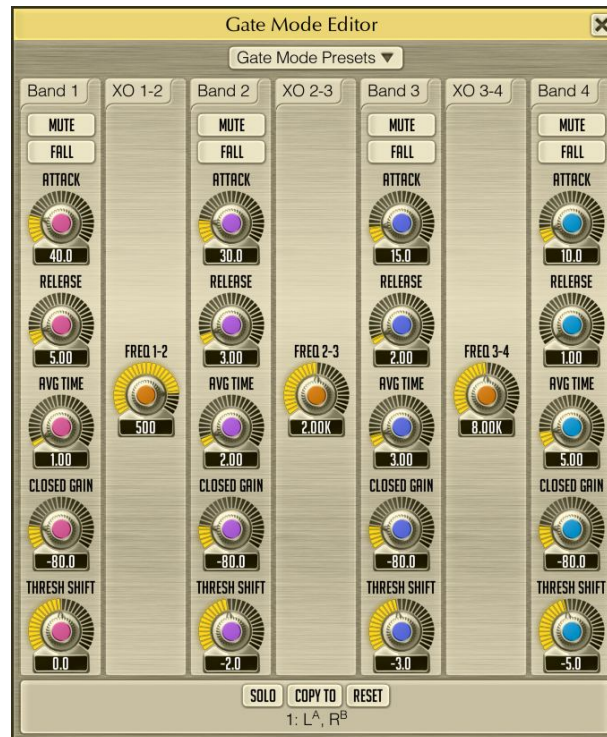 Gate Mode Editor
Gate Mode Presets ▼
Band 1 XO 1-2 Band 2 XO 2-3 Band 3 XO 3-4 Band 4
MUTE MUTE MUTE MUTE
FALL FALL FALL FALL
ATTACK ATTACK ATTACK ATTACK
40.0 30.0 15.0 10.0
RELEASE RELEASE RELEASE RELEASE
5.00 3.00 2.00 1.00
FREQ 1-2 FREQ 2-3 FREQ 3-4
AVG TIME AVG TIME AVG TIME AVG TIME
500 2.00K 8.00K
1.00 2.00 3.00 5.00
CLOSED GAIN CLOSED GAIN CLOSED GAIN CLOSED GAIN
-80.0 -80.0 -80.0 -80.0
THRESH SHIFT THRESH SHIFT THRESH SHIFT THRESH SHIFT
0.0 -2.0 -3.0 -5.0
SOLO COPY TO RESET
1: L^A, R^B